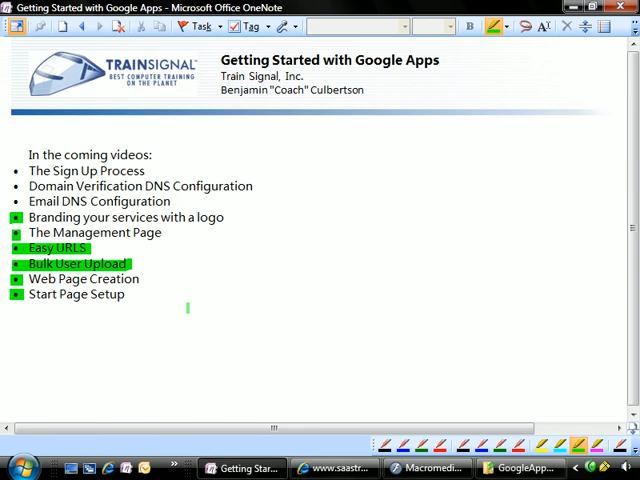 Getting Started with Google Apps - Microsoft Office OneNote
Task
Tag
B
A
TRAINSIGNAL
BEST COMPUTER TRAINING
ON THE PLANET
Getting Started with Google Apps
Train Signal, Inc.
Benjamin "Coach" Culbertson
In the coming videos:
• The Sign Up Process
• Domain Verification DNS Configuration
• Email DNS Configuration
• Branding your services with a logo
• The Management Page
• Easy URLS
• Bulk User Upload
• Web Page Creation
• Start Page Setup
Getting Star...
www.saastr...
Macromedi...
GoogleApp...